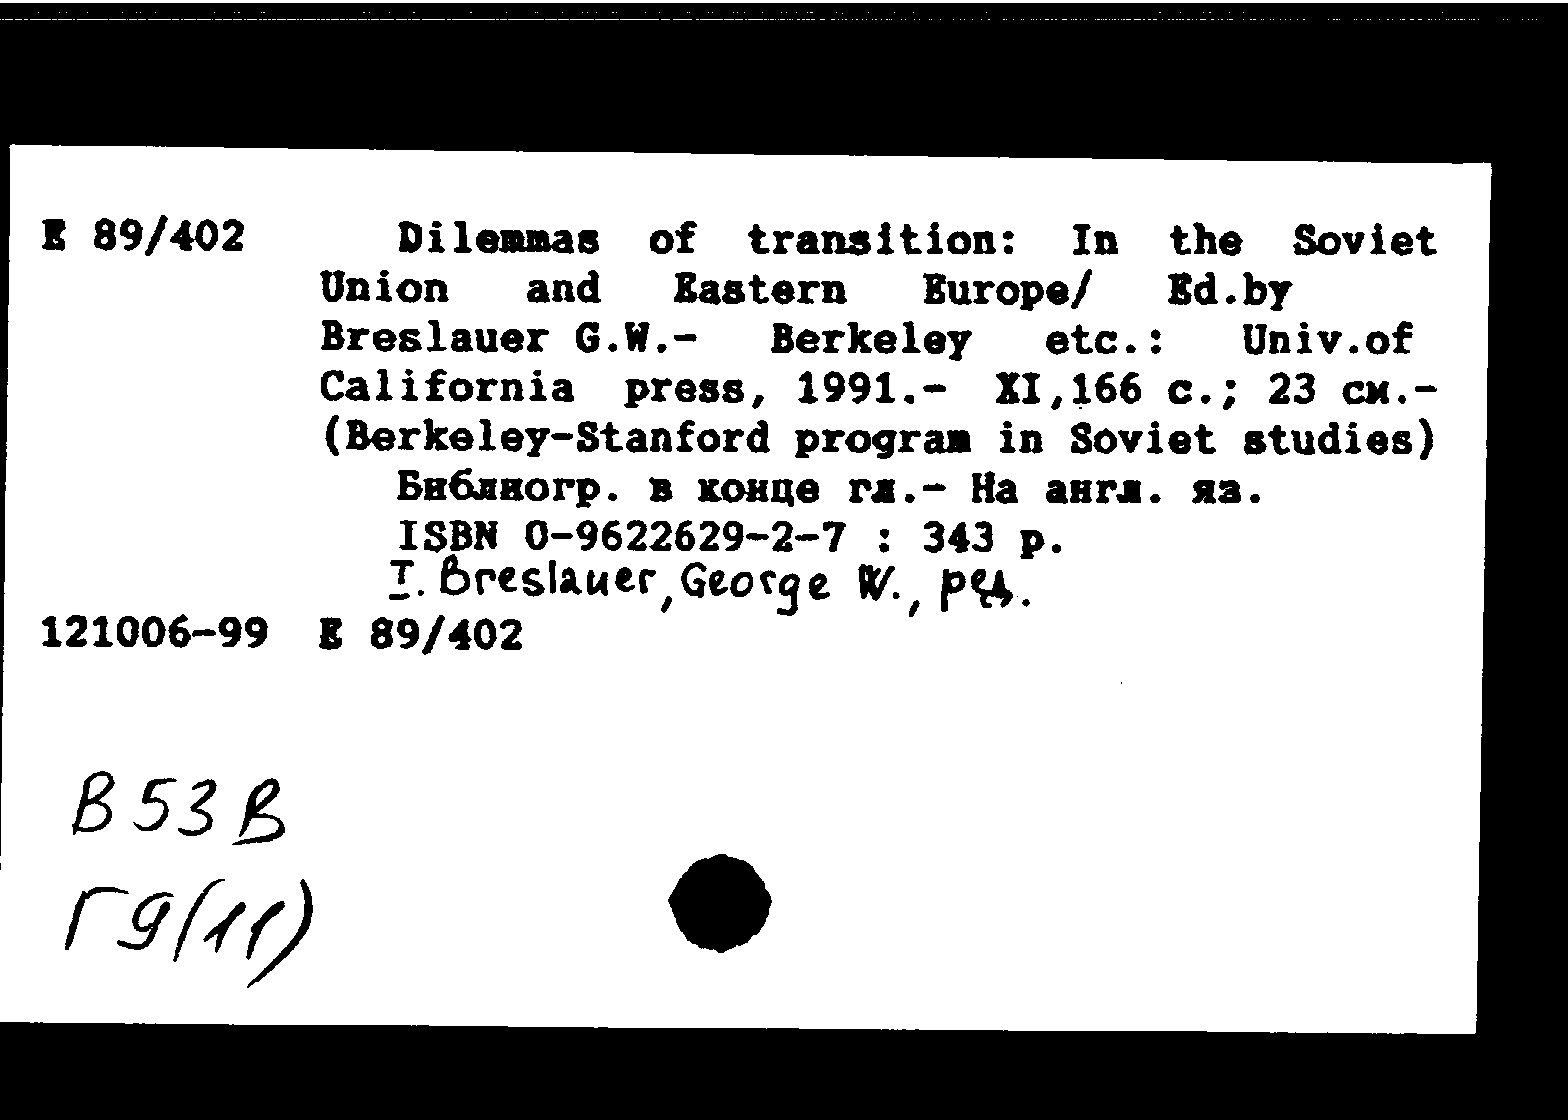 E 89/402 Dilemmas of transition: In the Soviet
Union and Eastern Europe/ Ed.by
Breslauer G.W.- Berkeley etc.: Univ.of
California press, 1991.- XI,166 с.; 23 см.-
(Berkeley-Stanford program in Soviet studies)
Библиогр. в конце гл.- На англ. яз.
ISBN 0-9622629-2-7 : 343 р.
I. Breslauer, George W., ред.
121006-99 E 89/402
В 53 В
Г9(11)